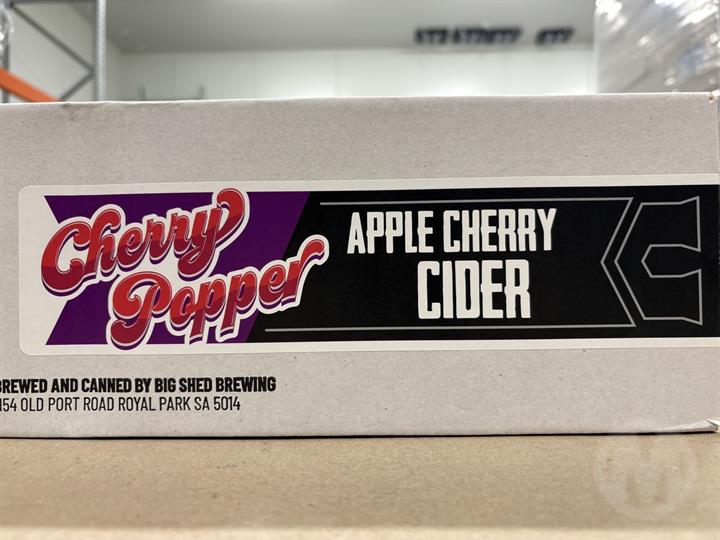 Cherry
Popper
APPLE CHERRY
CIDER
BREWED AND CANNED BY BIG SHED BREWING
154 OLD PORT ROAD ROYAL PARK SA 5014